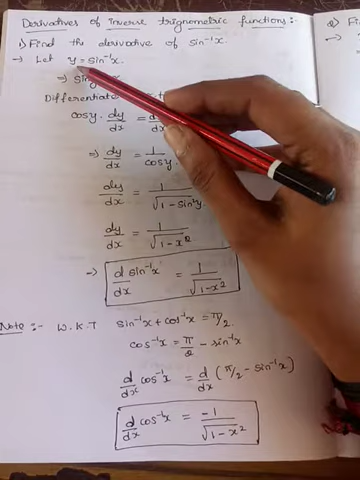 Derivatives of Inverse trignometric functions:-
1) Find the derivative of sin⁻¹x.
→ Let y = sin⁻¹x.
⇒ siny
Differentiate
cosy. dy/dx =
⇒ dy/dx = 1/cosy.
dy/dx = 1/√(1-sin²y).
dy/dx = 1/√(1-x²)
⇒ d/dx sin⁻¹x = 1/√(1-x²)
Note :- W.K.T sin⁻¹x + cos⁻¹x = π/2.
cos⁻¹x = π/2 - sin⁻¹x
d/dx cos⁻¹x = d/dx (π/2 - sin⁻¹x)
d/dx cos⁻¹x = -1/√(1-x²)